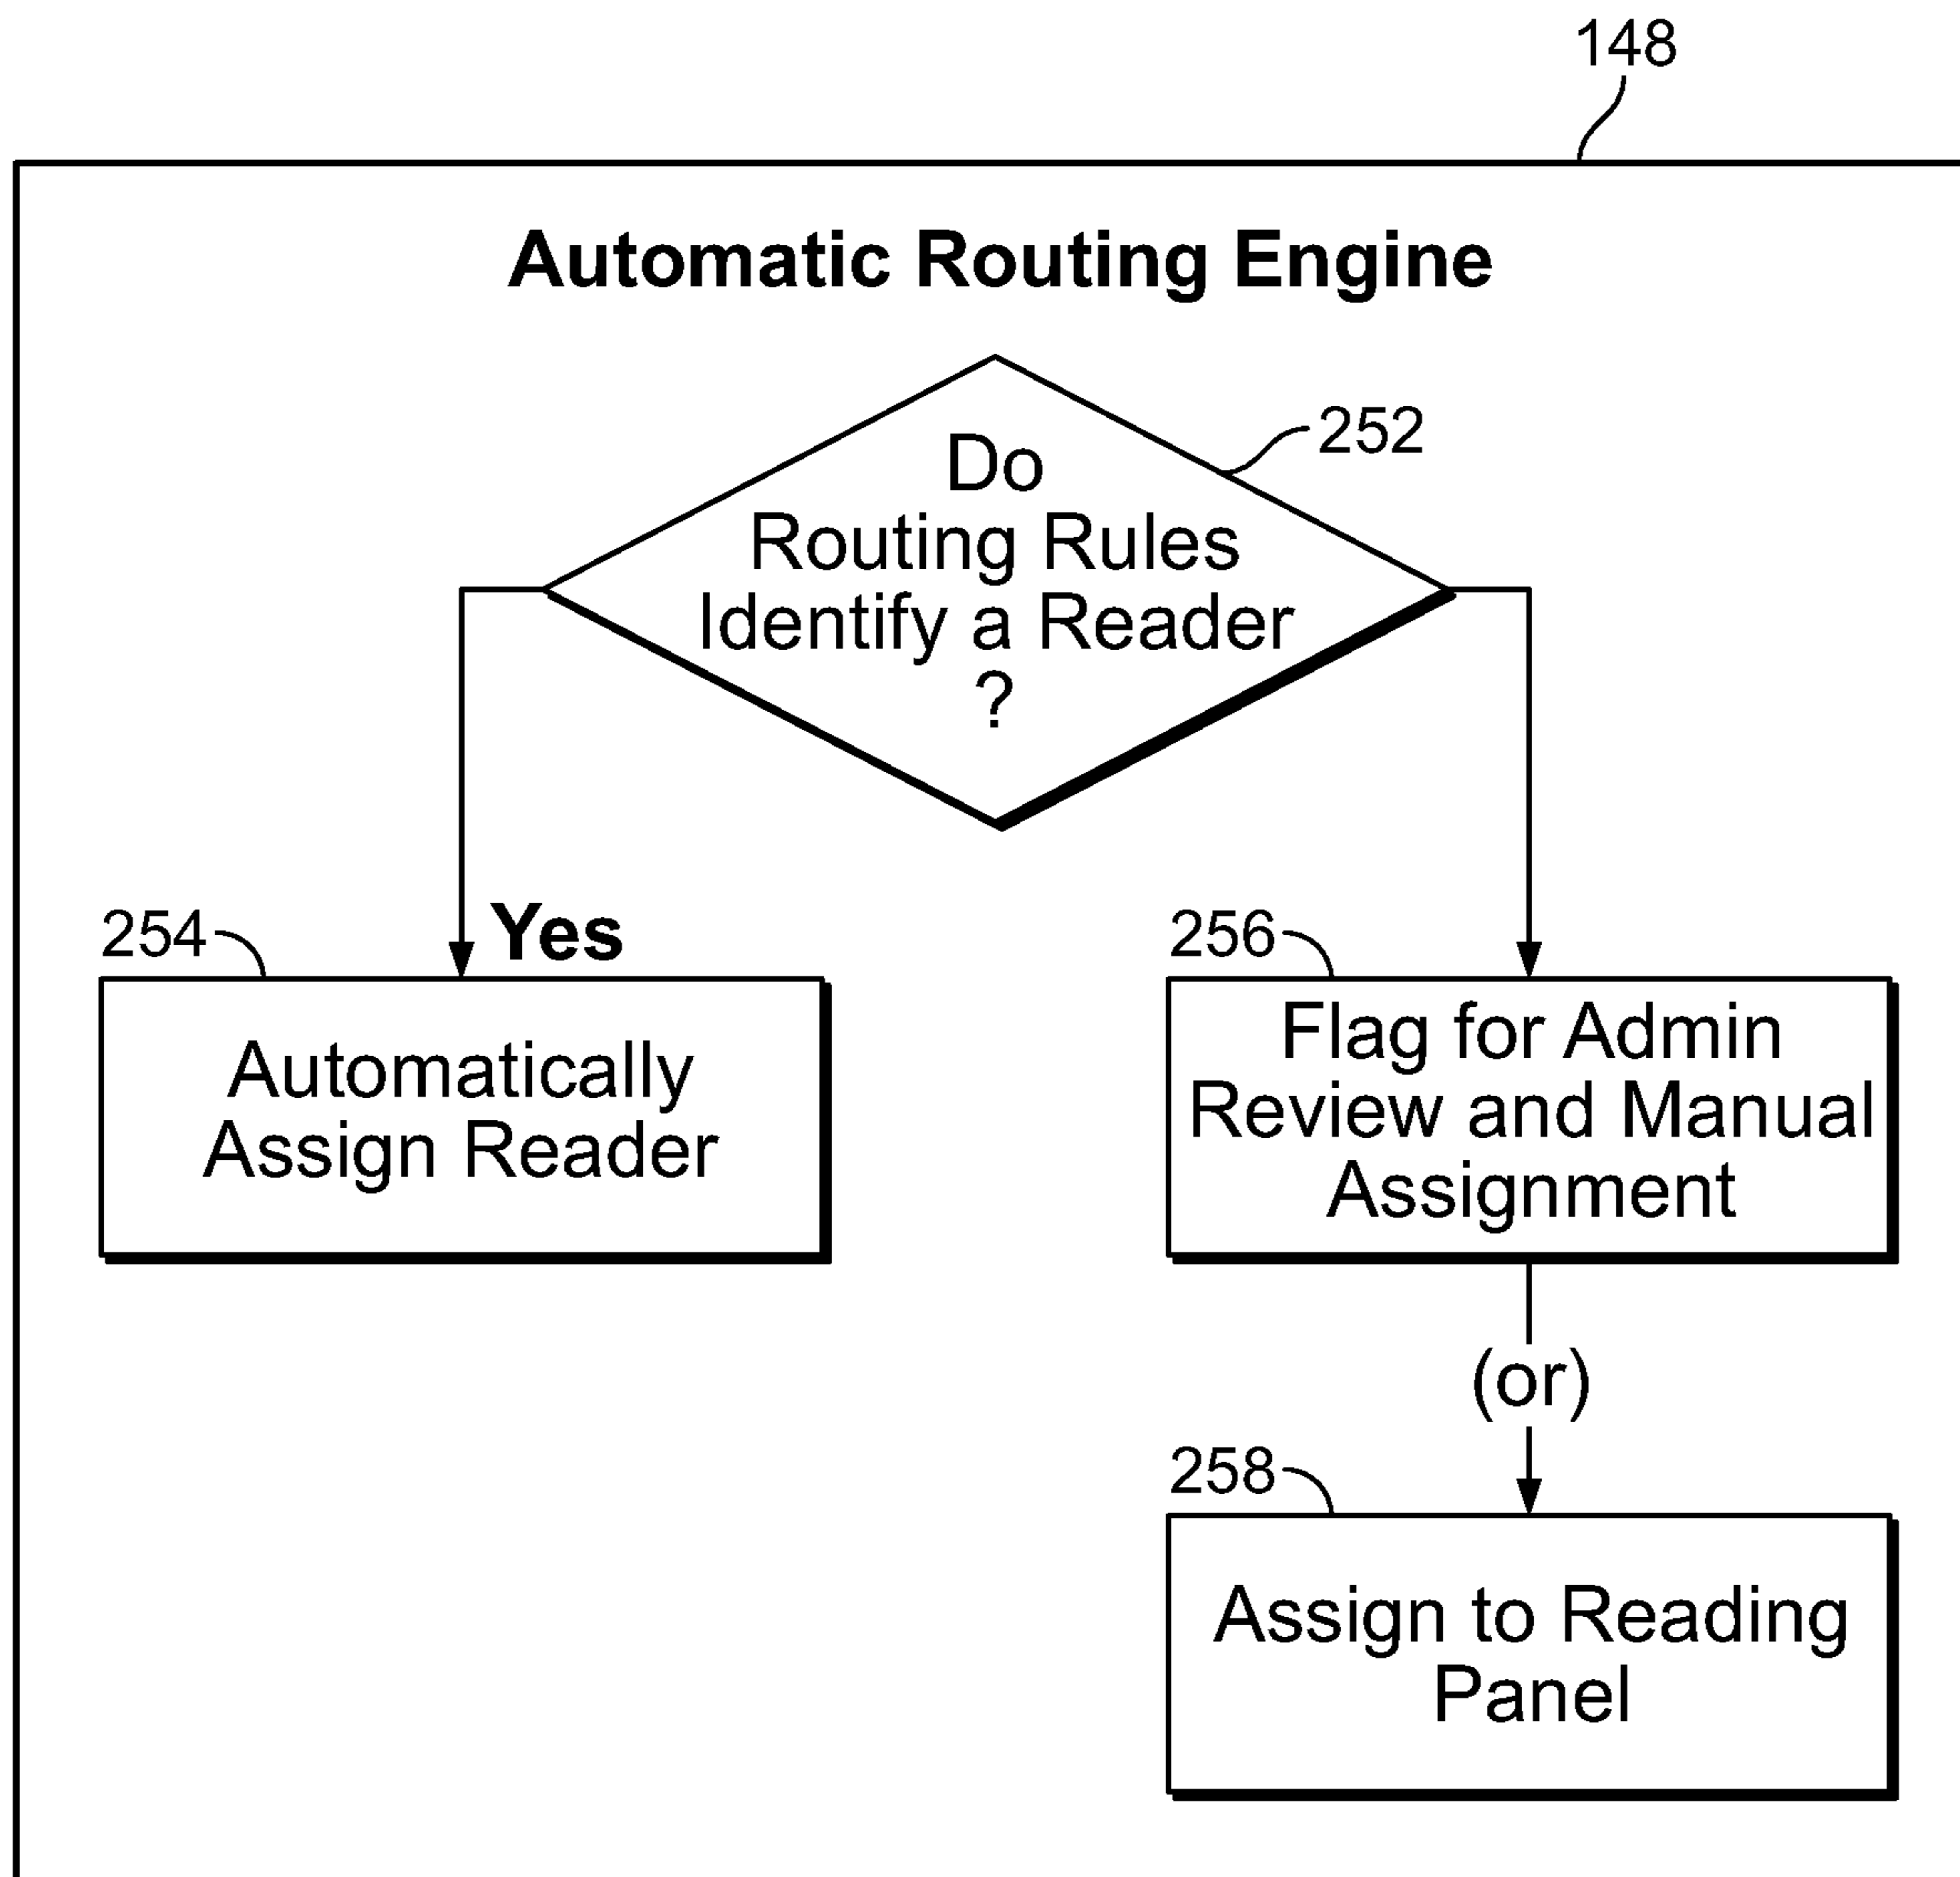 148
Automatic Routing Engine
252
Do
Routing Rules
Identify a Reader
?
254
Yes
Automatically
Assign Reader
256
Flag for Admin
Review and Manual
Assignment
(or)
258
Assign to Reading
Panel